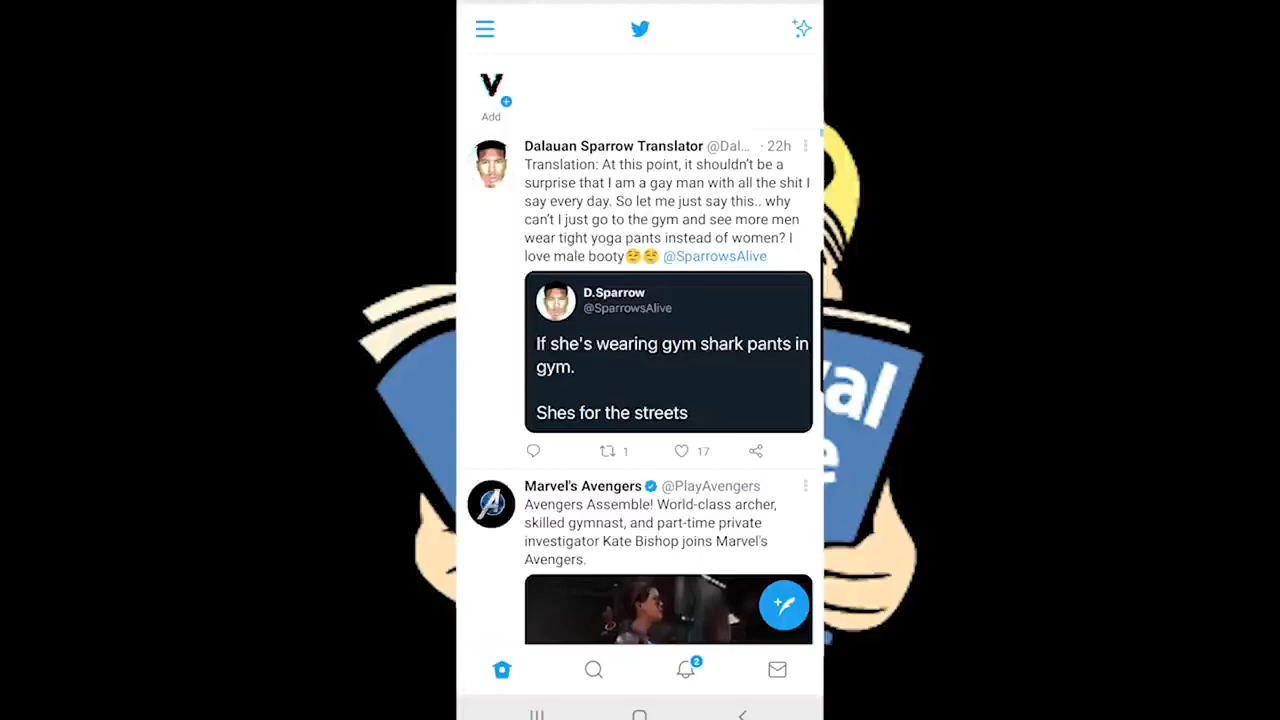 V
Add
Dalauan Sparrow Translator @Dal... · 22h
Translation: At this point, it shouldn't be a
surprise that I am a gay man with all the shit I
say every day. So let me just say this.. why
can't I just go to the gym and see more men
wear tight yoga pants instead of women? I
love male booty😌😌 @SparrowsAlive
D.Sparrow
@SparrowsAlive
If she's wearing gym shark pants in
gym.
Shes for the streets
1 17
Marvel's Avengers @PlayAvengers
Avengers Assemble! World-class archer,
skilled gymnast, and part-time private
investigator Kate Bishop joins Marvel's
Avengers.
2